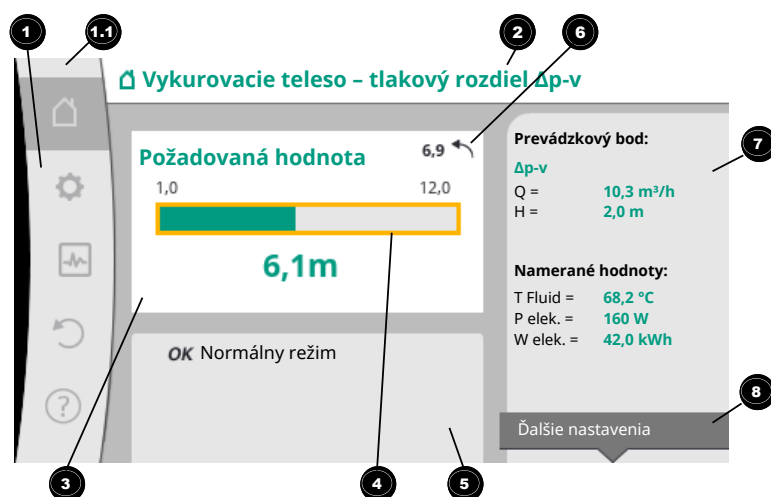 1
1.1
2
6
Vykurovacie teleso – tlakový rozdiel Δp-v
Požadovaná hodnota
6,9
1,0
12,0
6,1m
OK Normálny režim
Prevádzkový bod:
7
Δp-v
Q = 10,3 m³/h
H = 2,0 m
Namerané hodnoty:
T Fluid = 68,2 °C
P elek. = 160 W
W elek. = 42,0 kWh
8
Ďalšie nastavenia
?
3
4
5